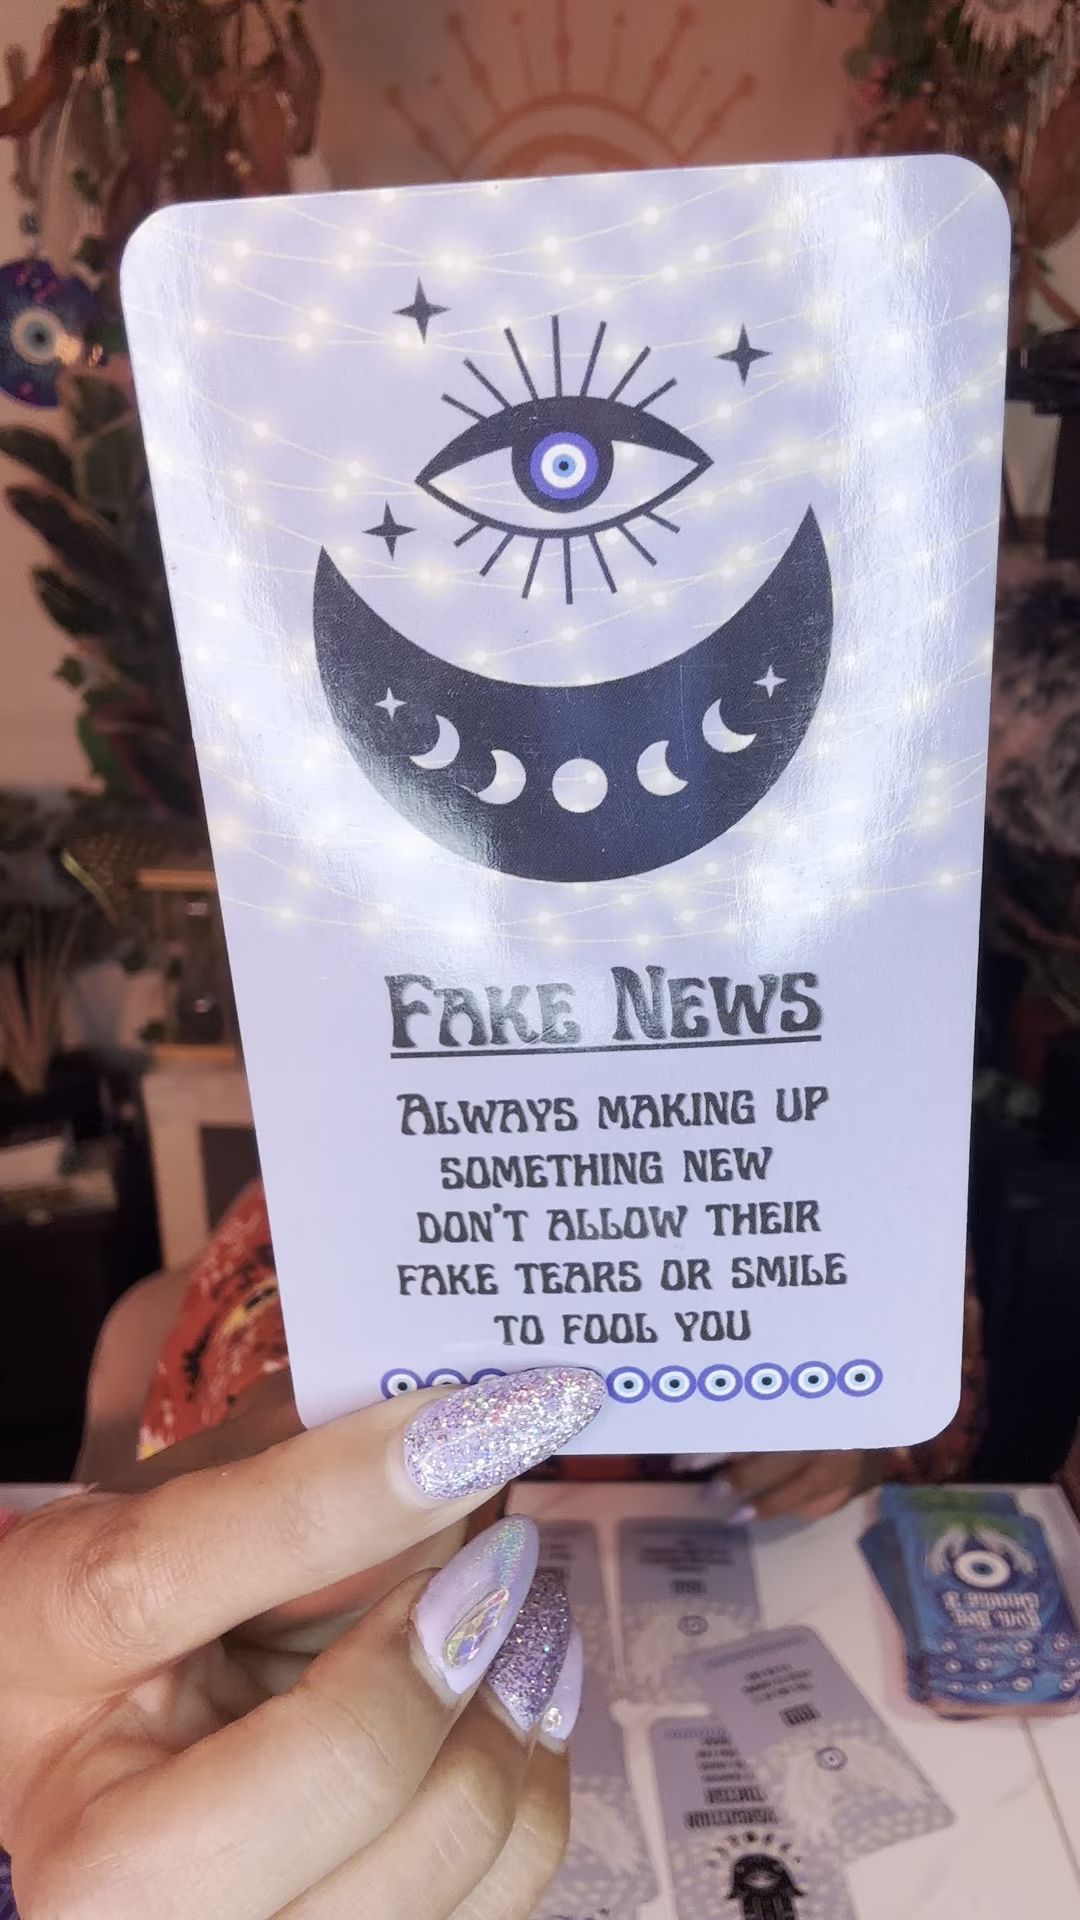 FAKE NEWS
ALWAYS MAKING UP
SOMETHING NEW
DON'T ALLOW THEIR
FAKE TEARS OR SMILE
TO FOOL YOU